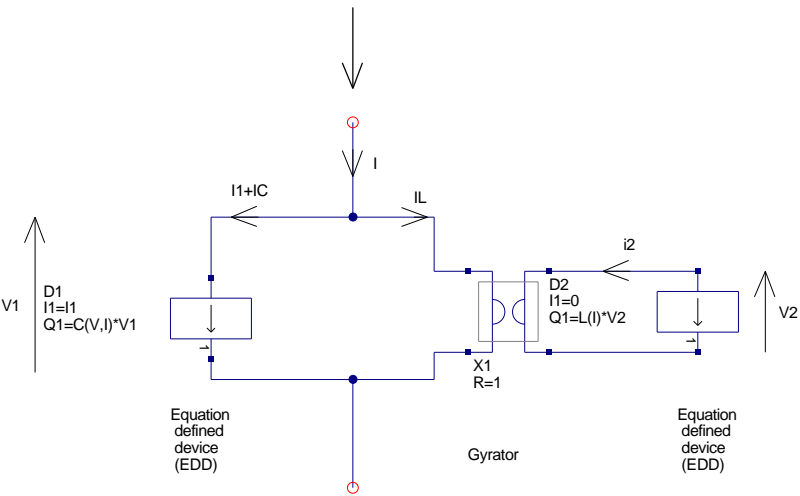 I
I1+IC
IL
i2
V1
D1
I1=I1
Q1=C(V,I)*V1
1
D2
I1=0
Q1=L(I)*V2
1
V2
X1
R=1
Equation
defined
device
(EDD)
Gyrator
Equation
defined
device
(EDD)